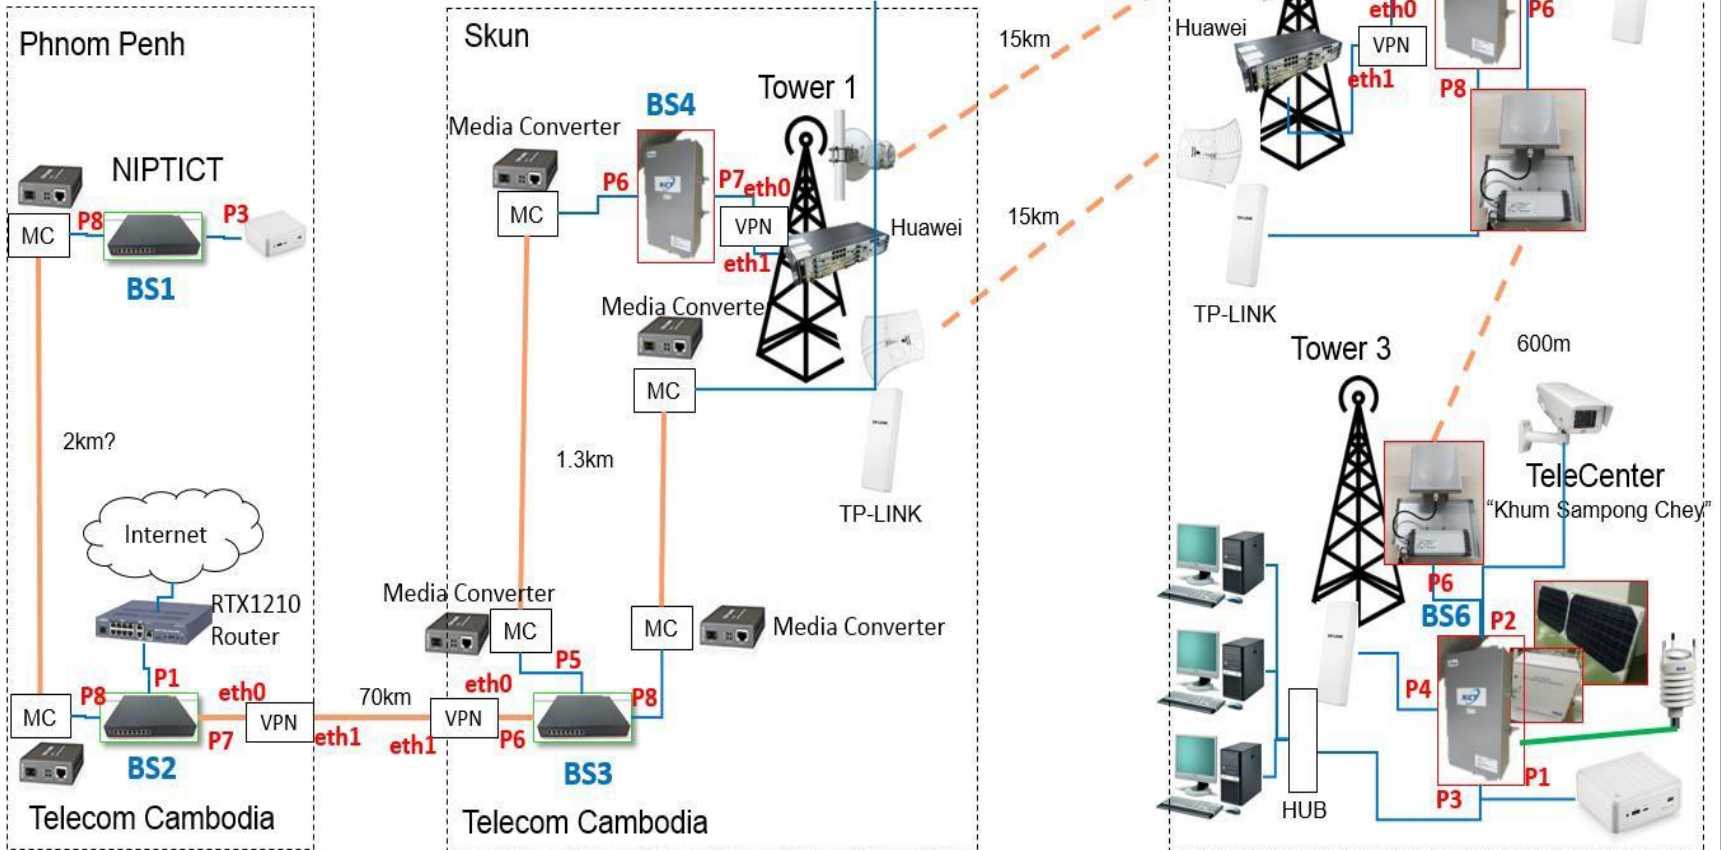 Phnom Penh
NIPTICT
MC
P8
P3
BS1
2km?
Internet
RTX1210
Router
P1
MC
P8
eth0
P7
VPN
eth1
BS2
Telecom Cambodia
70km
Skun
Media Converter
MC
P6
BS4
P7
eth0
VPN
eth1
Tower 1
Huawei
Media Converte
MC
1.3km
TP-LINK
TP-LINK
Media Converter
MC
P5
MC
Media Converter
eth0
VPN
eth1
P6
P8
BS3
Telecom Cambodia
15km
15km
Huawei
eth0
VPN
eth1
P6
P8
TP-LINK
600m
Tower 3
TeleCenter
“Khum Sampong Chey”
P6
BS6
P2
P4
P1
P3
HUB